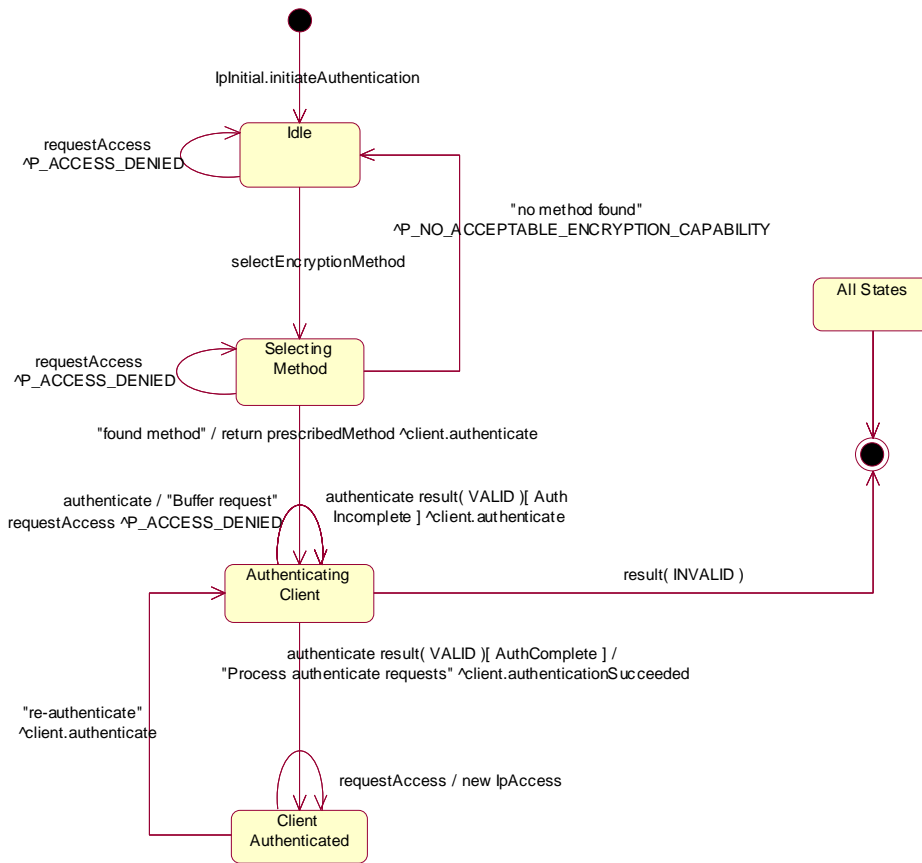 IpInitial.initiateAuthentication
Idle
requestAccess
^P_ACCESS_DENIED
"no method found"
^P_NO_ACCEPTABLE_ENCRYPTION_CAPABILITY
selectEncryptionMethod
All States
Selecting
Method
requestAccess
^P_ACCESS_DENIED
"found method" / return prescribedMethod ^client.authenticate
authenticate / "Buffer request"
requestAccess ^P_ACCESS_DENIED
authenticate result( VALID )[ Auth
Incomplete ] ^client.authenticate
Authenticating
Client
result( INVALID )
authenticate result( VALID )[ AuthComplete ] /
"Process authenticate requests" ^client.authenticationSucceeded
"re-authenticate"
^client.authenticate
requestAccess / new IpAccess
Client
Authenticated